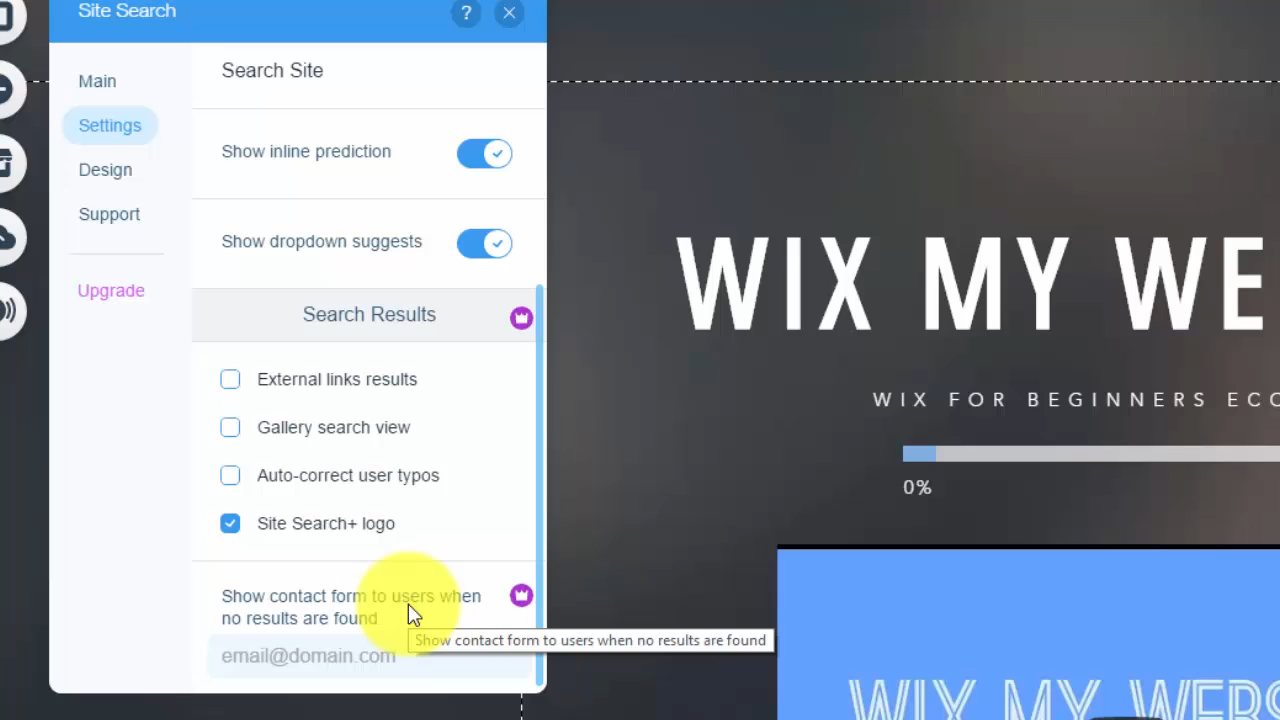 Site Search
?
Main
Settings
Design
Support
Upgrade
Search Site
Show inline prediction
Show dropdown suggests
Search Results
External links results
Gallery search view
Auto-correct user typos
Site Search+ logo
Show contact form to users when
no results are found
Show contact form to users when no results are found
email@domain.com
WIX MY WE
WIX FOR BEGINNERS ECO
0%
WIX MY WEBS